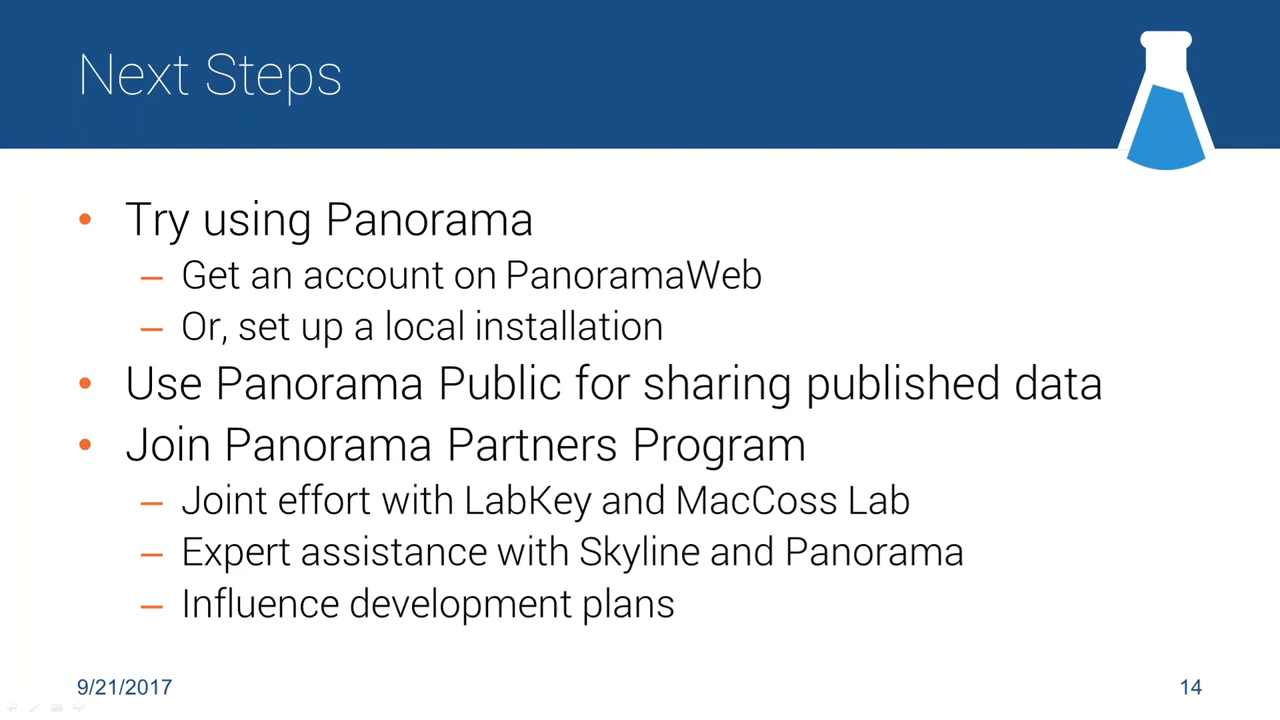 Next Steps
• Try using Panorama
– Get an account on PanoramaWeb
– Or, set up a local installation
• Use Panorama Public for sharing published data
• Join Panorama Partners Program
– Joint effort with LabKey and MacCoss Lab
– Expert assistance with Skyline and Panorama
– Influence development plans
9/21/2017
14